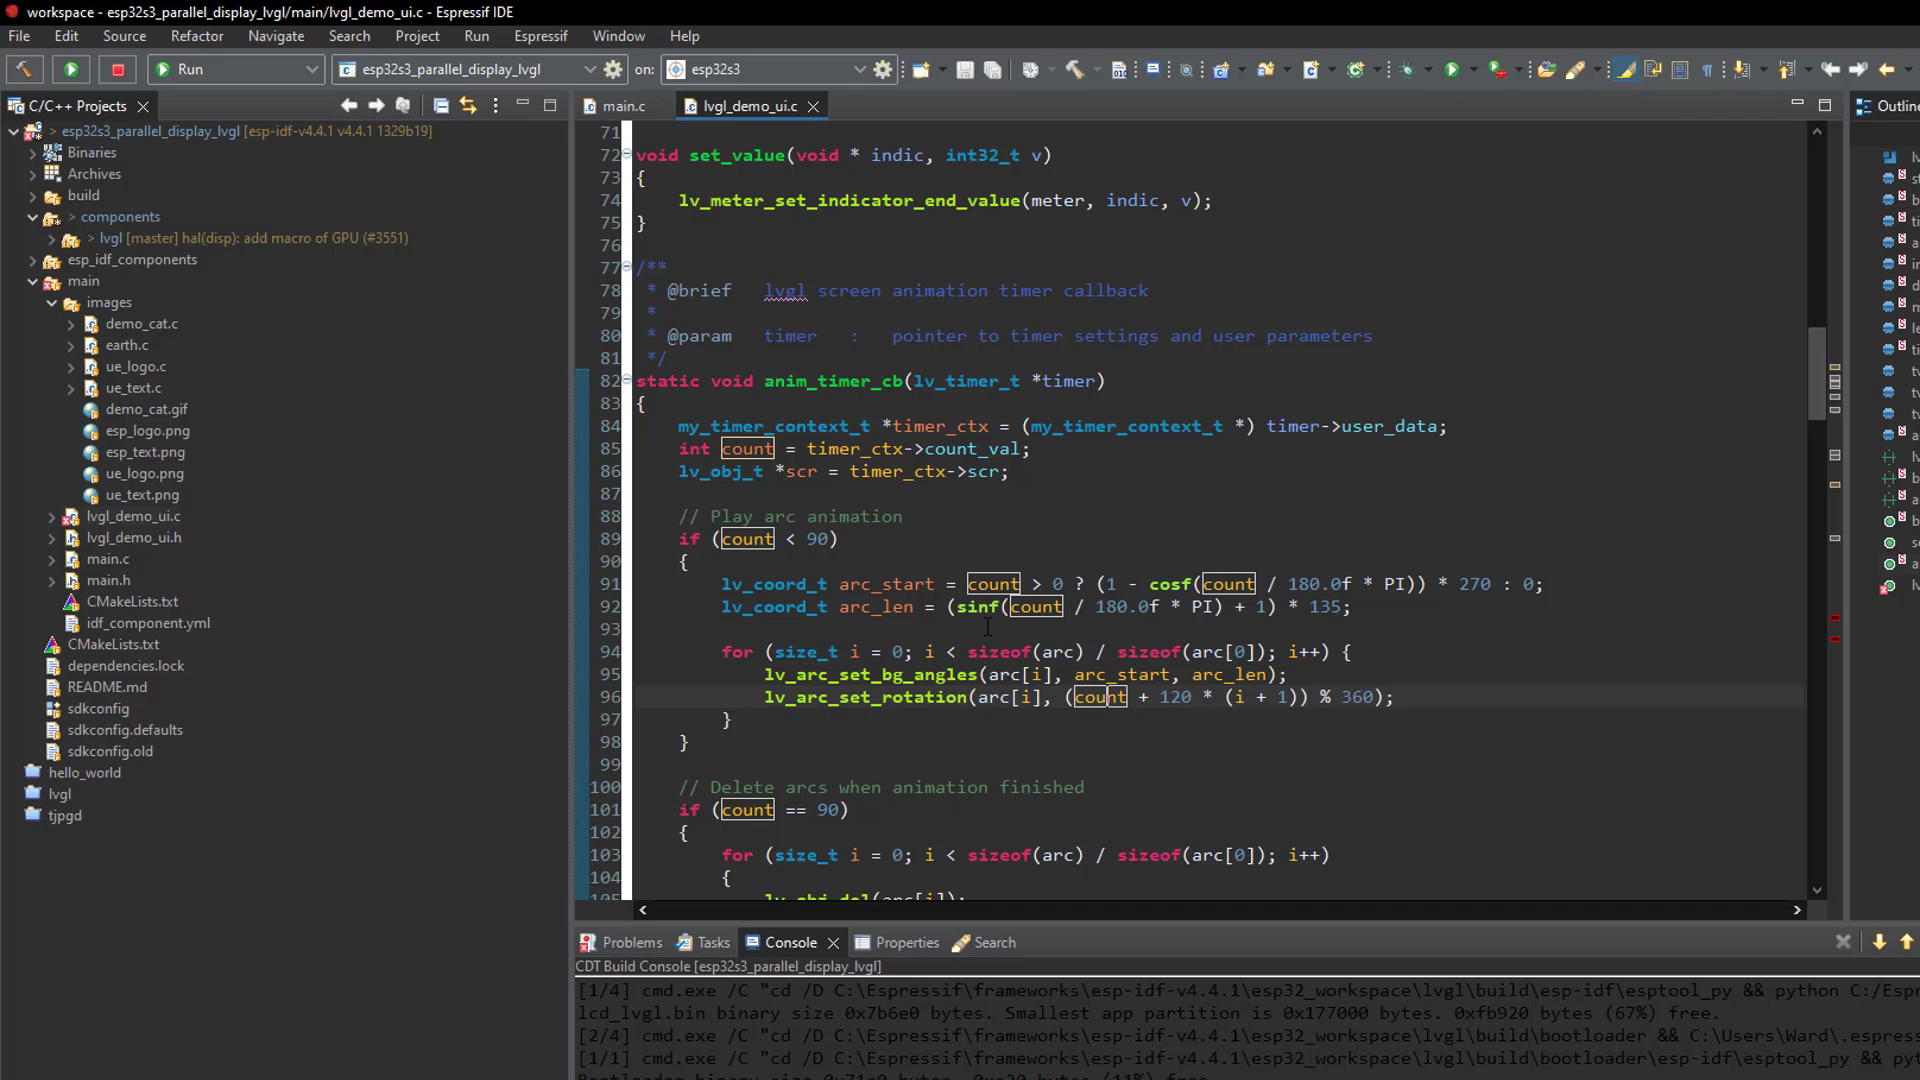 workspace - esp32s3_parallel_display_lvgl/main/lvgl_demo_ui.c - Espressif IDE
File Edit Source Refactor Navigate Search Project Run Espressif Window Help
Run esp32s3_parallel_display_lvgl on: esp32s3
C/C++ Projects
esp32s3_parallel_display_lvgl [esp-idf-v4.4.1 v4.4.1 1329b19]
Binaries
Archives
build
components
lvgl [master] hal(disp): add macro of GPU (#3551)
esp_idf_components
main
images
demo_cat.c
earth.c
ue_logo.c
ue_text.c
demo_cat.gif
esp_logo.png
esp_text.png
ue_logo.png
ue_text.png
lvgl_demo_ui.c
lvgl_demo_ui.h
main.c
main.h
CMakeLists.txt
idf_component.yml
CMakeLists.txt
dependencies.lock
README.md
sdkconfig
sdkconfig.defaults
sdkconfig.old
hello_world
lvgl
tjpgd
main.c lvgl_demo_ui.c
71
72 void set_value(void * indic, int32_t v)
73 {
74 lv_meter_set_indicator_end_value(meter, indic, v);
75 }
76
77 /**
78 * @brief lvgl screen animation timer callback
79 *
80 * @param timer : pointer to timer settings and user parameters
81 */
82 static void anim_timer_cb(lv_timer_t *timer)
83 {
84 my_timer_context_t *timer_ctx = (my_timer_context_t *) timer->user_data;
85 int count = timer_ctx->count_val;
86 lv_obj_t *scr = timer_ctx->scr;
87
88 // Play arc animation
89 if (count < 90)
90 {
91 lv_coord_t arc_start = count > 0 ? (1 - cosf(count / 180.0f * PI)) * 270 : 0;
92 lv_coord_t arc_len = (sinf(count / 180.0f * PI) + 1) * 135;
93
94 for (size_t i = 0; i < sizeof(arc) / sizeof(arc[0]); i++) {
95 lv_arc_set_bg_angles(arc[i], arc_start, arc_len);
96 lv_arc_set_rotation(arc[i], (count + 120 * (i + 1)) % 360);
97 }
98 }
99
100 // Delete arcs when animation finished
101 if (count == 90)
102 {
103 for (size_t i = 0; i < sizeof(arc) / sizeof(arc[0]); i++)
104 {
105 lv_obj_del(arc[i]);
Outline
Problems Tasks Console Properties Search
CDT Build Console [esp32s3_parallel_display_lvgl]
[1/4] cmd.exe /C "cd /D C:\Espressif\frameworks\esp-idf-v4.4.1\esp32_workspace\lvgl\build\esp-idf\esptool_py && python C:/Espr
lcd_lvgl.bin binary size 0x7b6e0 bytes. Smallest app partition is 0x177000 bytes. 0xfb920 bytes (67%) free.
[2/4] cmd.exe /C "cd /D C:\Espressif\frameworks\esp-idf-v4.4.1\esp32_workspace\lvgl\build\bootloader && C:\Users\Ward\.espress
[1/1] cmd.exe /C "cd /D C:\Espressif\frameworks\esp-idf-v4.4.1\esp32_workspace\lvgl\build\bootloader\esp-idf\esptool_py && pyt